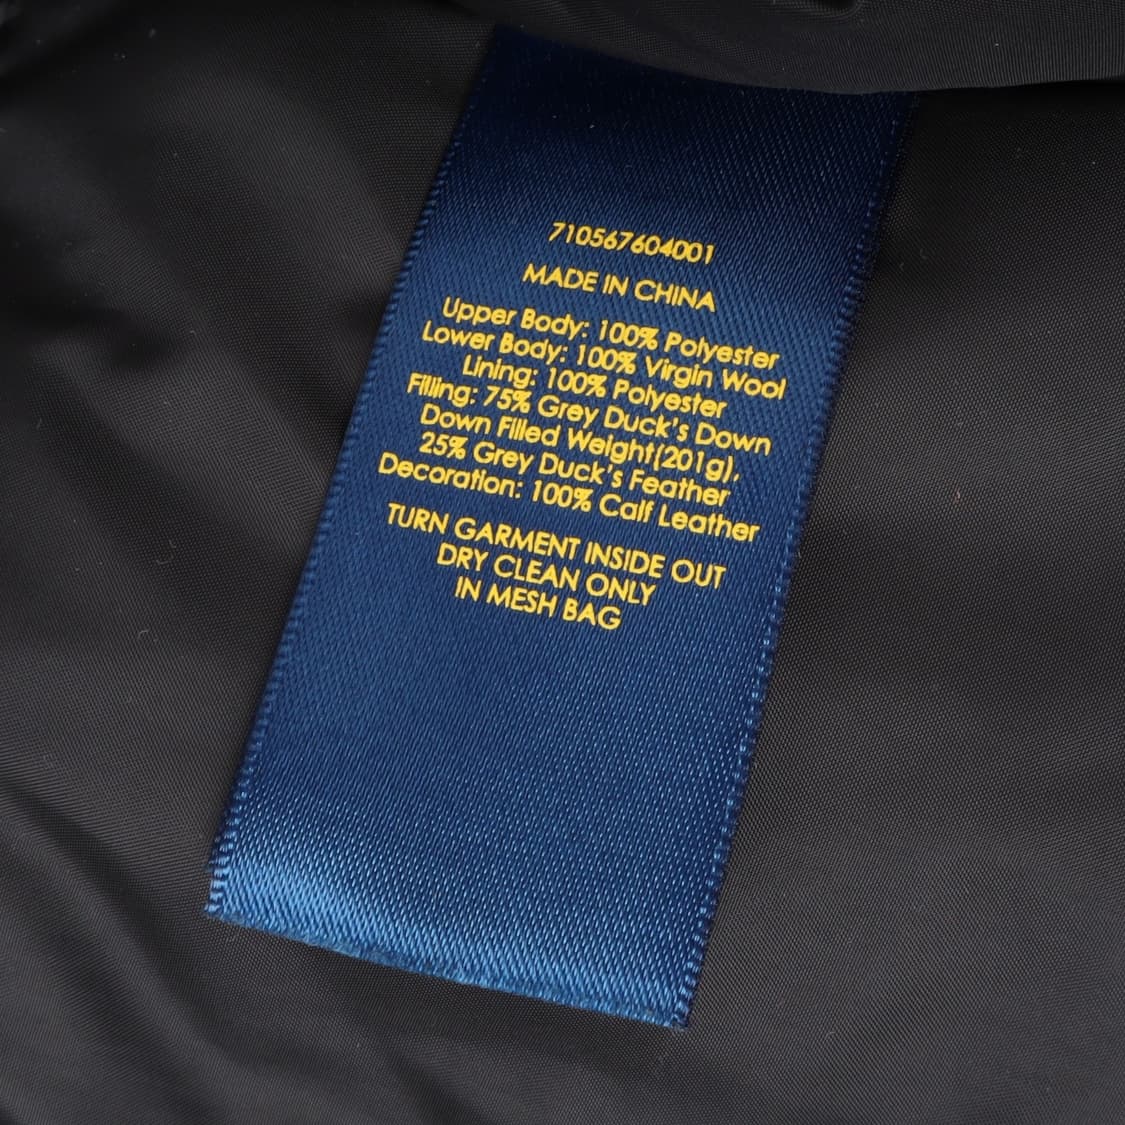 710567604001
MADE IN CHINA
Upper Body: 100% Polyester
Lower Body: 100% Virgin Wool
Lining: 100% Polyester
Filling: 75% Grey Duck's Down
Down Filled Weight(201g),
25% Grey Duck's Feather
Decoration: 100% Calf Leather
TURN GARMENT INSIDE OUT
DRY CLEAN ONLY
IN MESH BAG